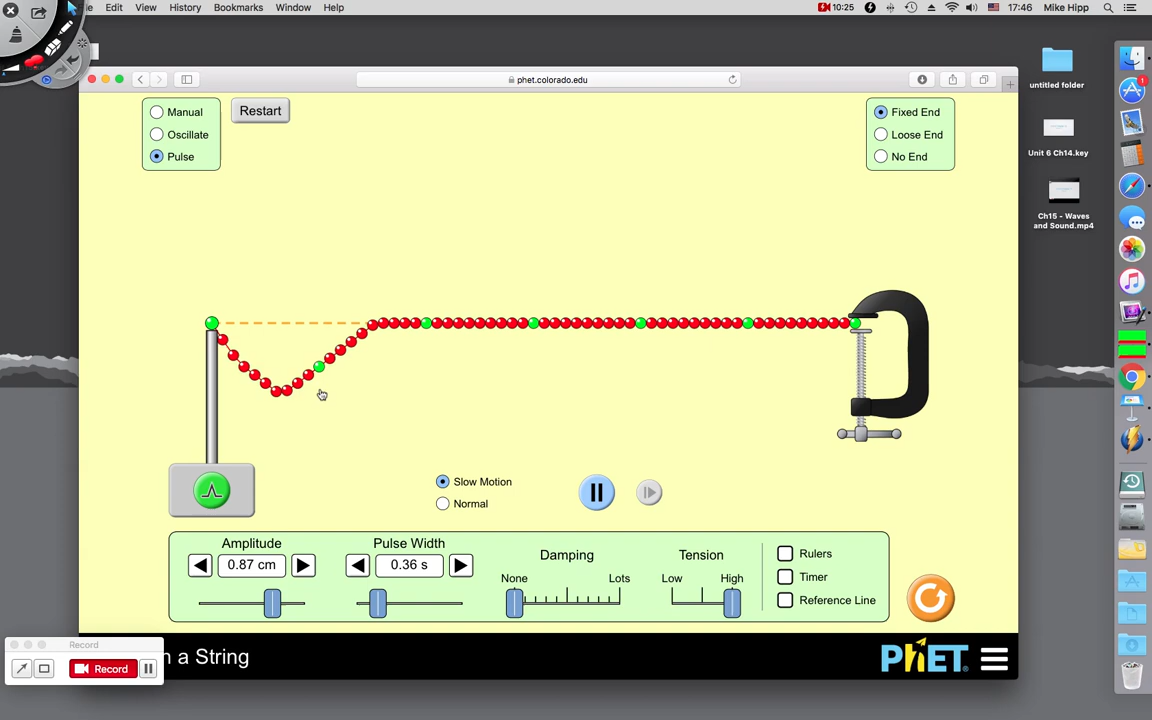 Edit View History Bookmarks Window Help 10:25 17:46 Mike Hipp
phet.colorado.edu
Manual
Oscillate
Pulse
Restart
Fixed End
Loose End
No End
untitled folder
Unit 6 Ch14.key
Ch15 - Waves
and Sound.mp4
1
Slow Motion
Normal
Amplitude
0.87 cm
Pulse Width
0.36 s
Damping
None Lots
Tension
Low High
Rulers
Timer
Reference Line
Record
Record
n a String
PhET